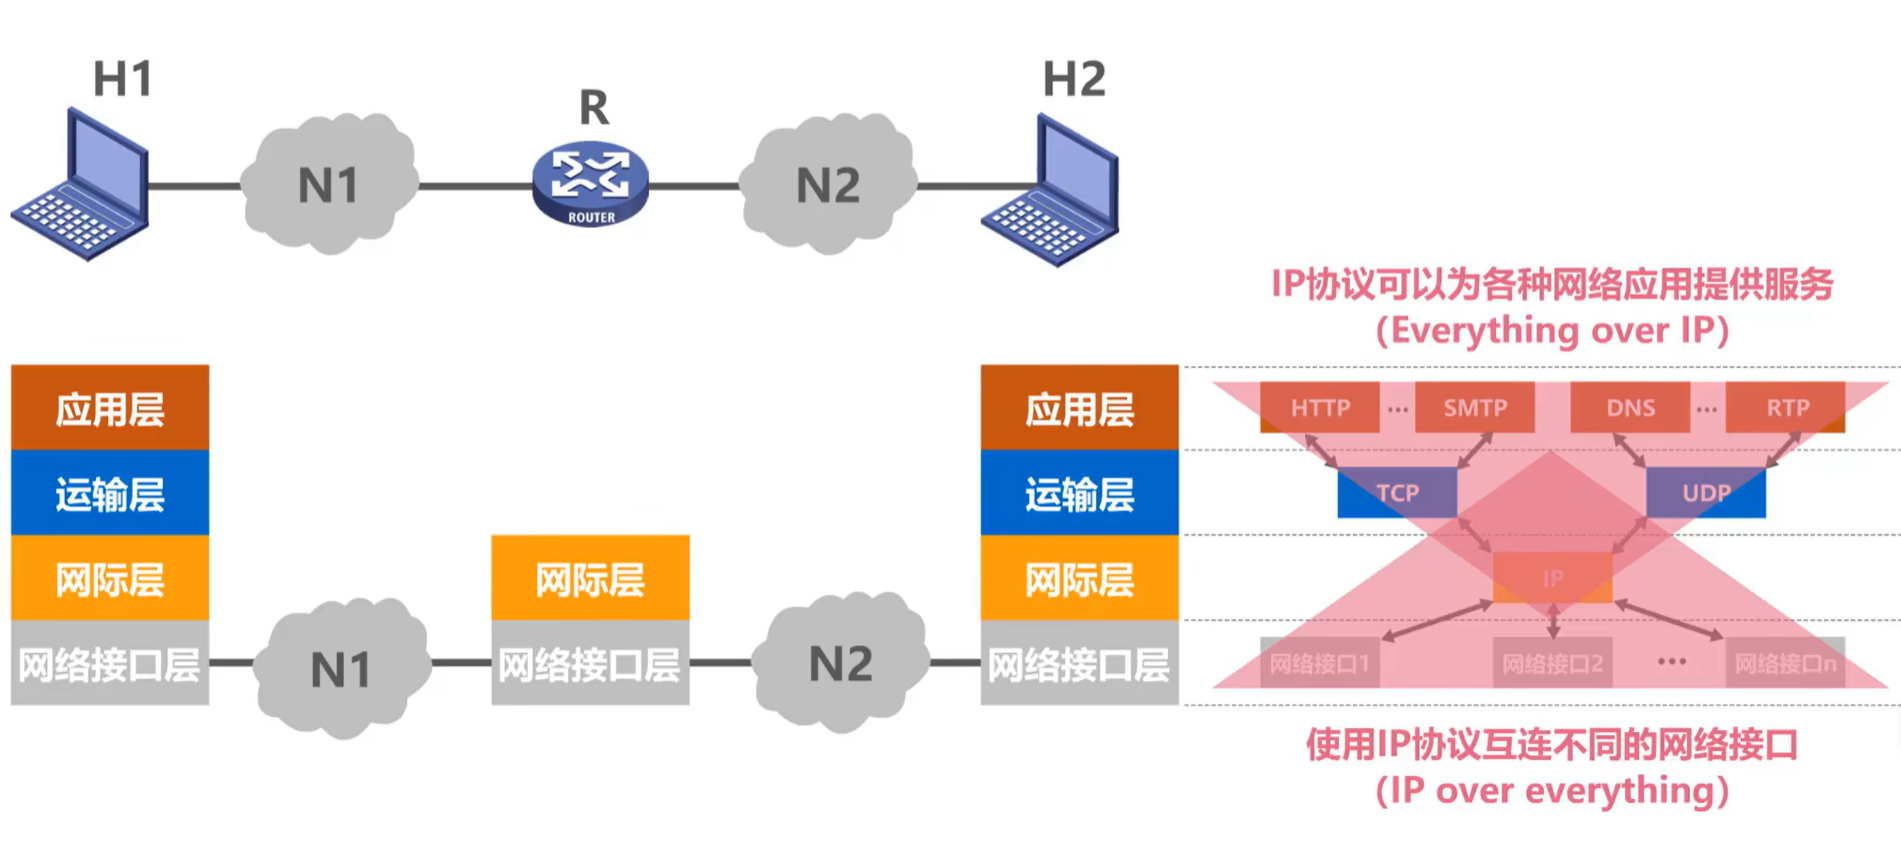 H1
R
H2
N1
ROUTER
N2
IP协议可以为各种网络应用提供服务
（Everything over IP）
应用层
运输层
网际层
网络接口层
N1
网际层
网络接口层
N2
应用层
运输层
网际层
网络接口层
HTTP ... SMTP DNS ... RTP
TCP UDP
IP
网络接口1 网络接口2 ... 网络接口n
使用IP协议互连不同的网络接口
（IP over everything）